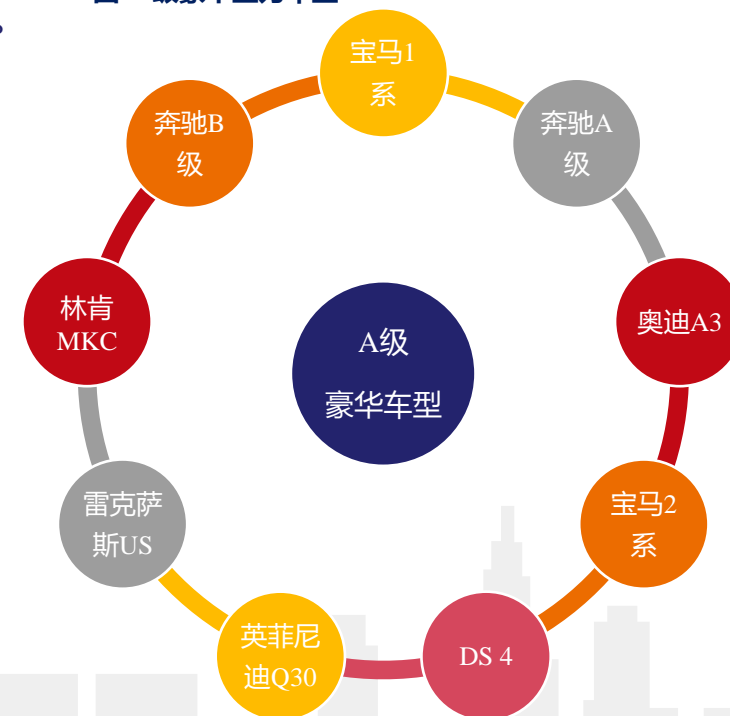 宝马1
系
奔驰A
级
奥迪A3
宝马2
系
DS 4
英菲尼
迪Q30
雷克萨
斯US
林肯
MKC
奔驰B
级
A级
豪华车型